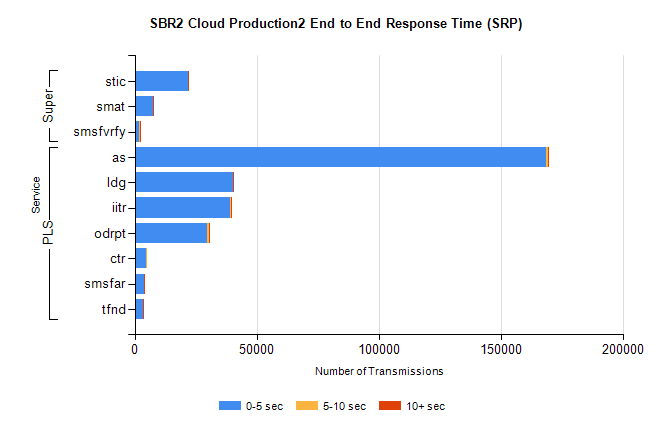 SBR2 Cloud Production2 End to End Response Time (SRP)
Service
Super
stic
smat
smsfvrfy
PLS
as
ldg
iitr
odrpt
ctr
smsfar
tfnd
0 50000 100000 150000 200000
Number of Transmissions
0-5 sec 5-10 sec 10+ sec